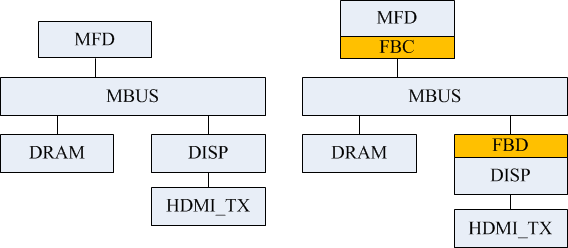 MFD
MBUS
DRAM
DISP
HDMI_TX
MFD
FBC
MBUS
DRAM
FBD
DISP
HDMI_TX